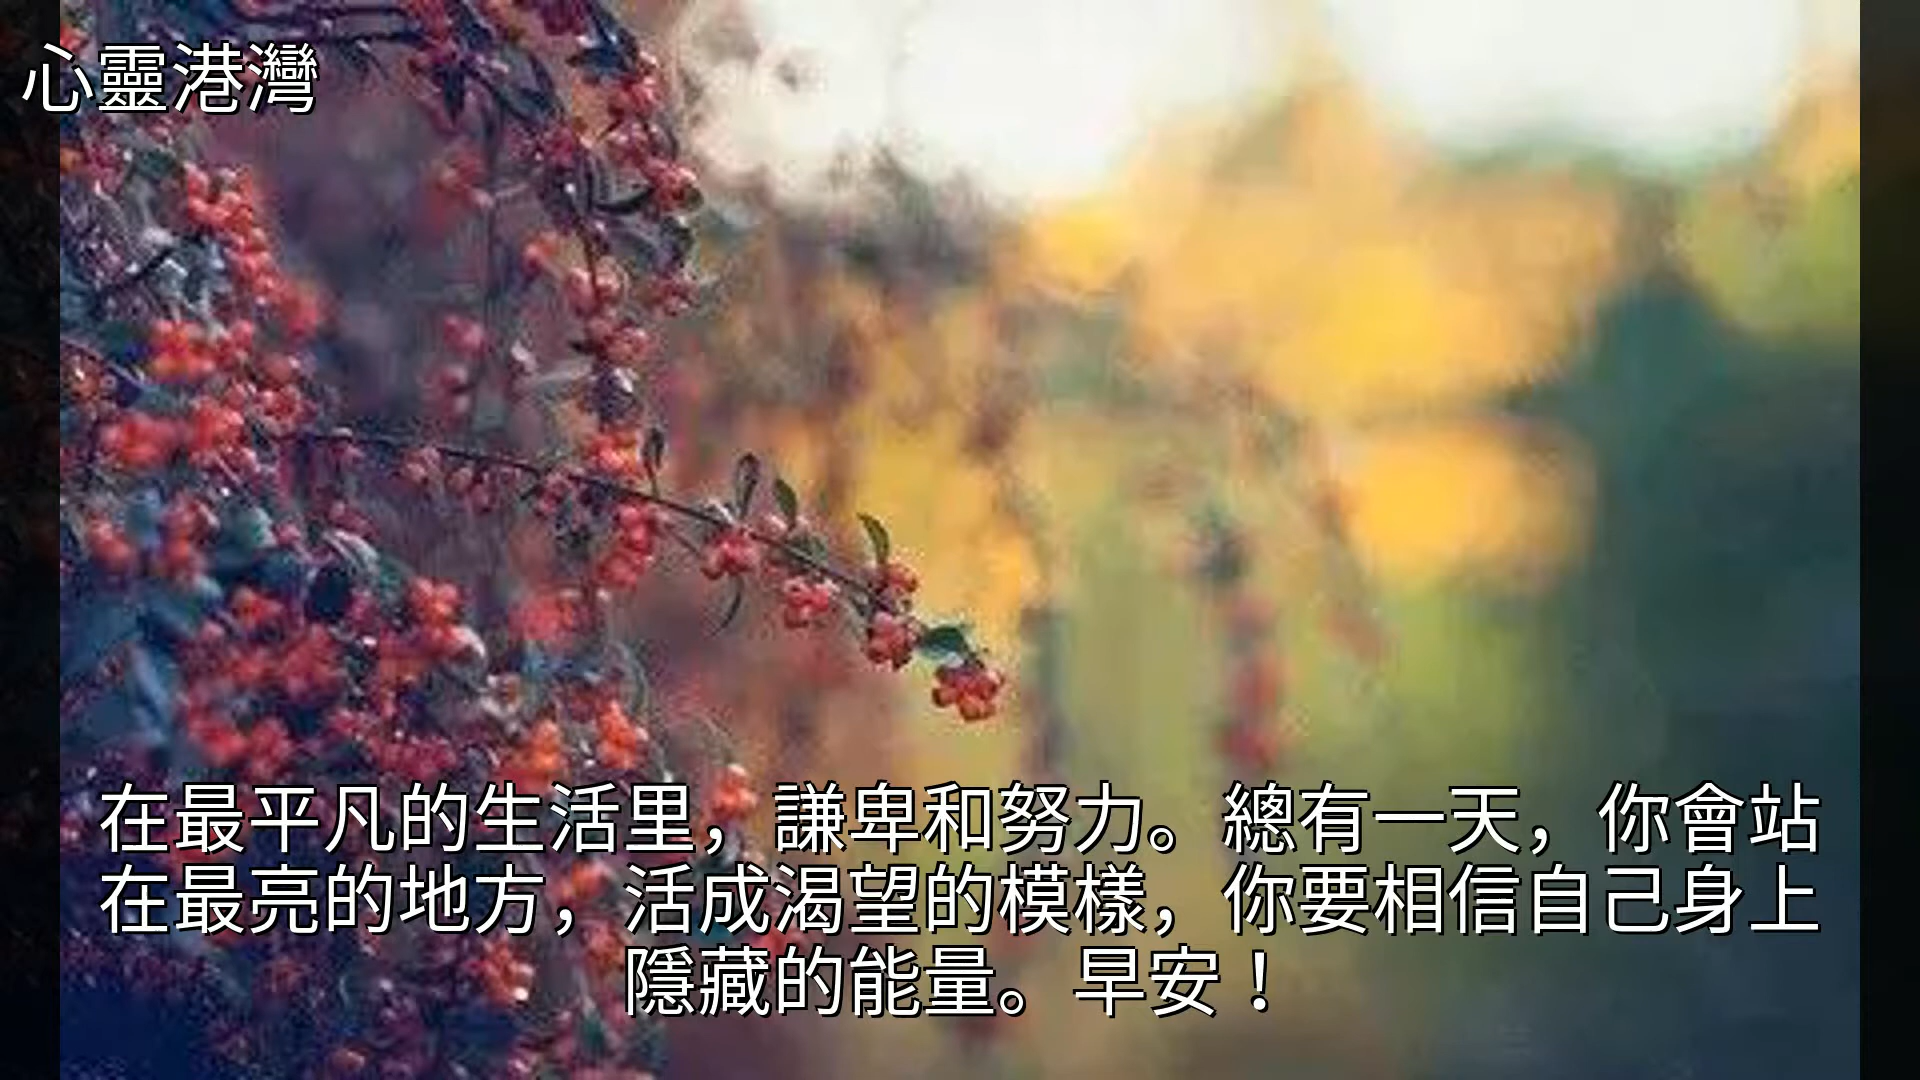 心靈港灣
在最平凡的生活里，謙卑和努力。總有一天，你會站
在最亮的地方，活成渴望的模樣，你要相信自己身上
隱藏的能量。早安！